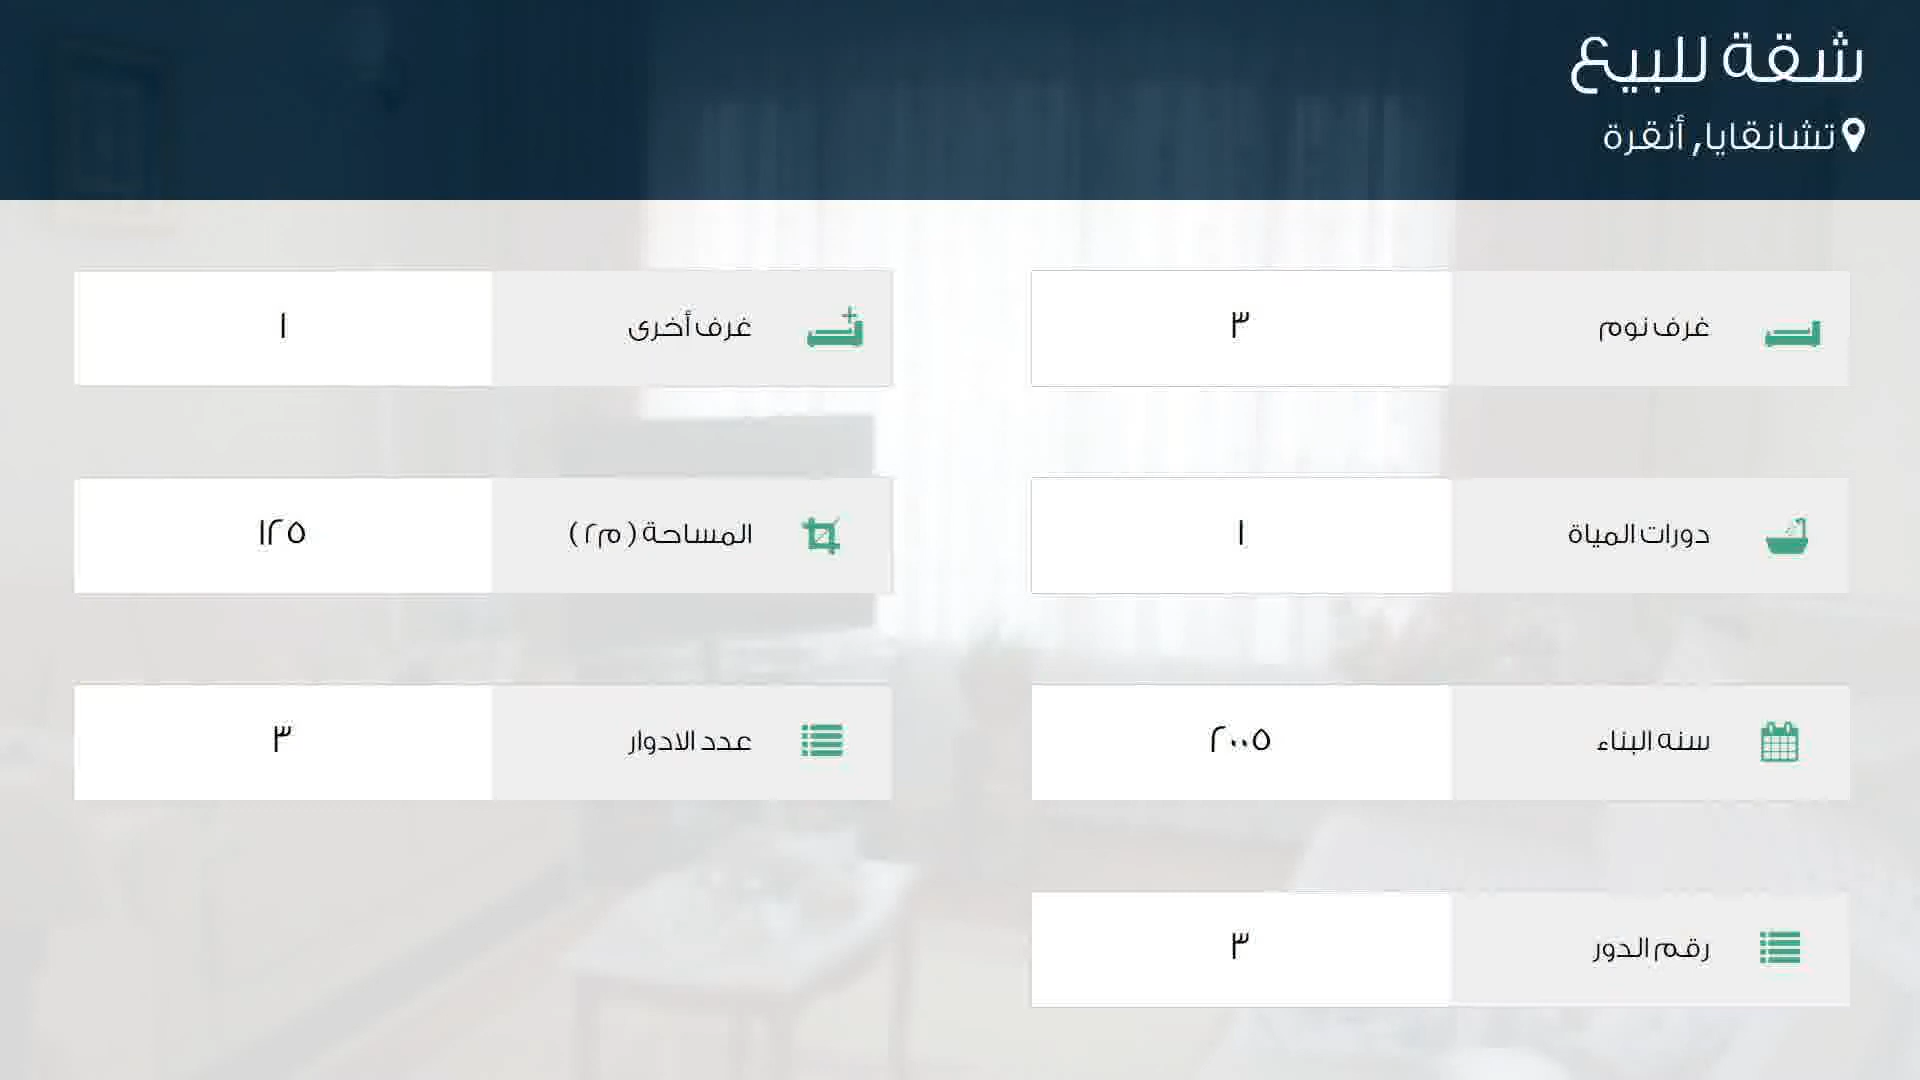 شقة للبيع
تشانقايا, أنقرة
غرف نوم ٣
غرف أخرى ١
دورات المياة ١
المساحة (م٢) ١٢٥
سنه البناء ٢٠٠٥
عدد الادوار ٣
رقم الدور ٣